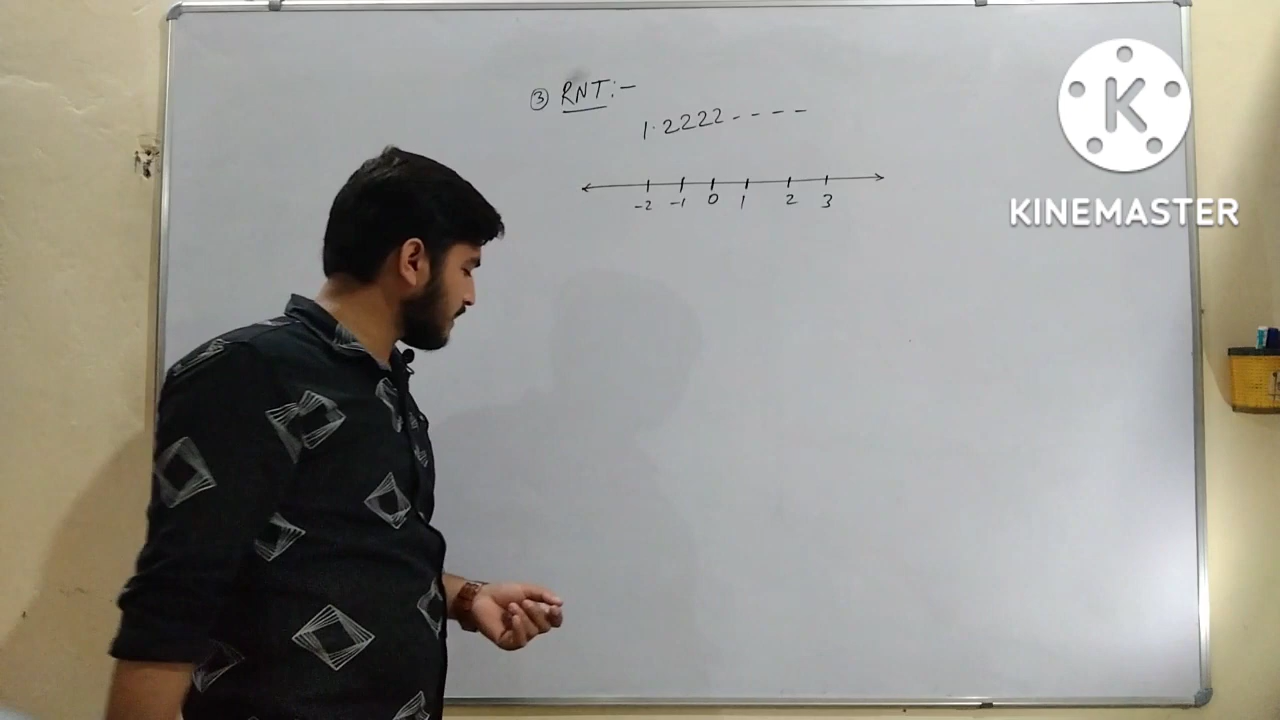 ③ RNT:-
1.2222----
-2 -1 0 1 2 3
K
KINEMASTER